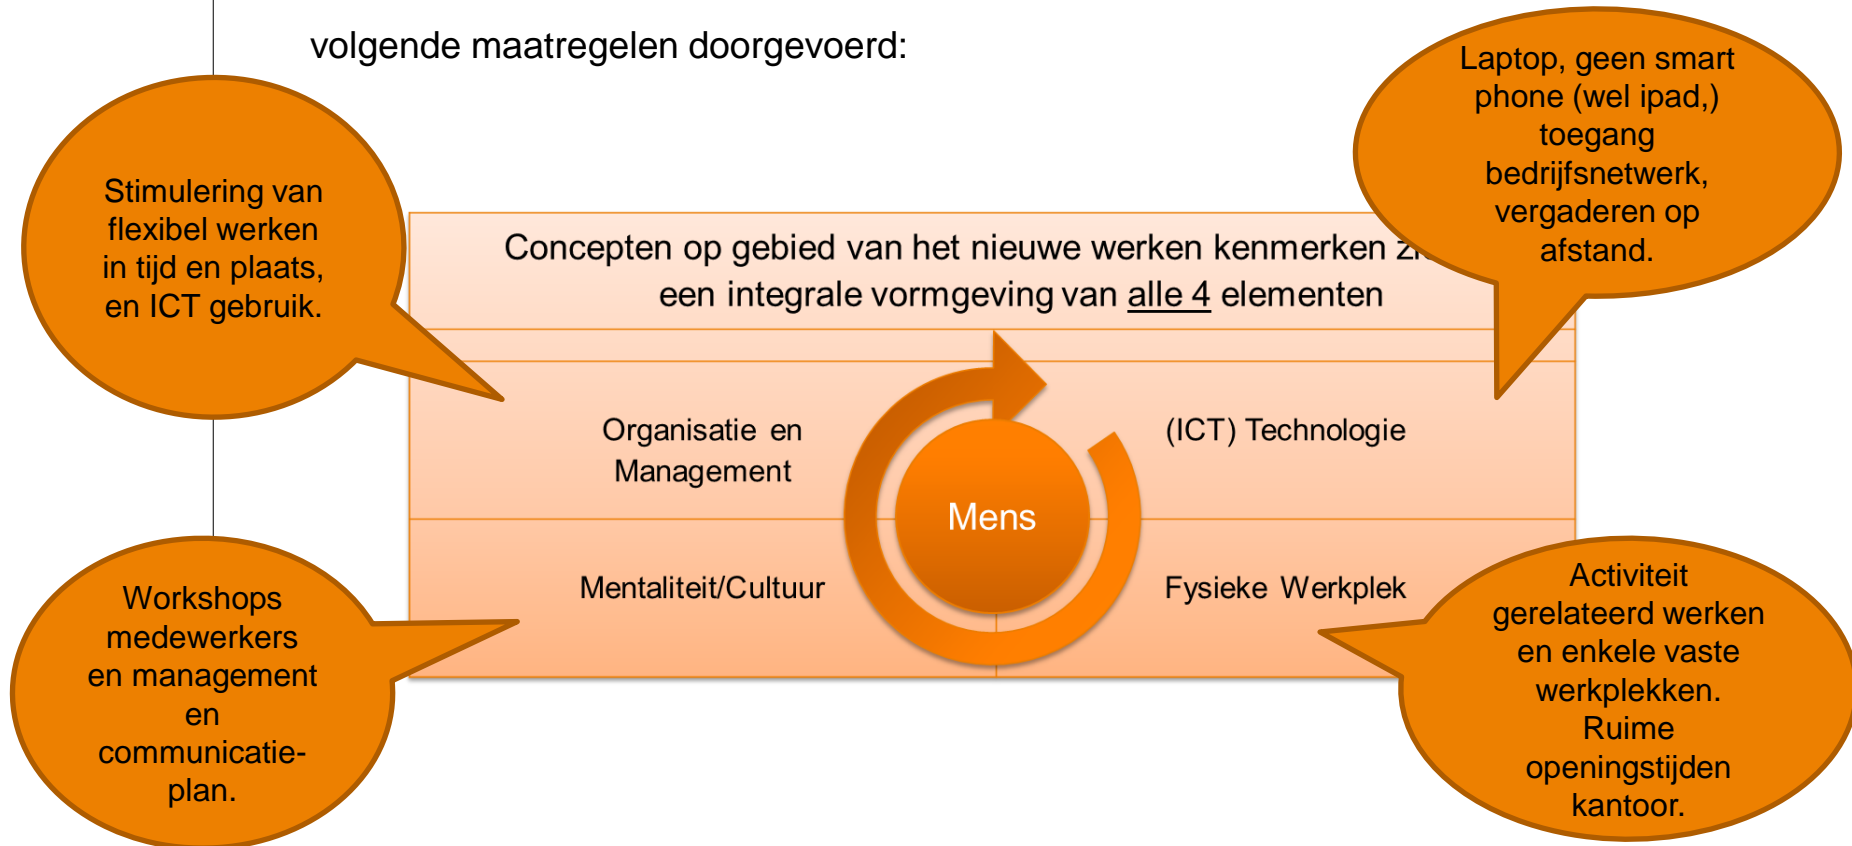 volgende maatregelen doorgevoerd:
Stimulering van
flexibel werken
in tijd en plaats,
en ICT gebruik.
Laptop, geen smart
phone (wel ipad,)
toegang
bedrijfsnetwerk,
vergaderen op
afstand.
Concepten op gebied van het nieuwe werken kenmerken
een integrale vormgeving van alle 4 elementen
Organisatie en
Management
(ICT) Technologie
Mens
Mentaliteit/Cultuur
Fysieke Werkplek
Workshops
medewerkers
en management
en
communicatie-
plan.
Activiteit
gerelateerd werken
en enkele vaste
werkplekken.
Ruime
openingstijden
kantoor.